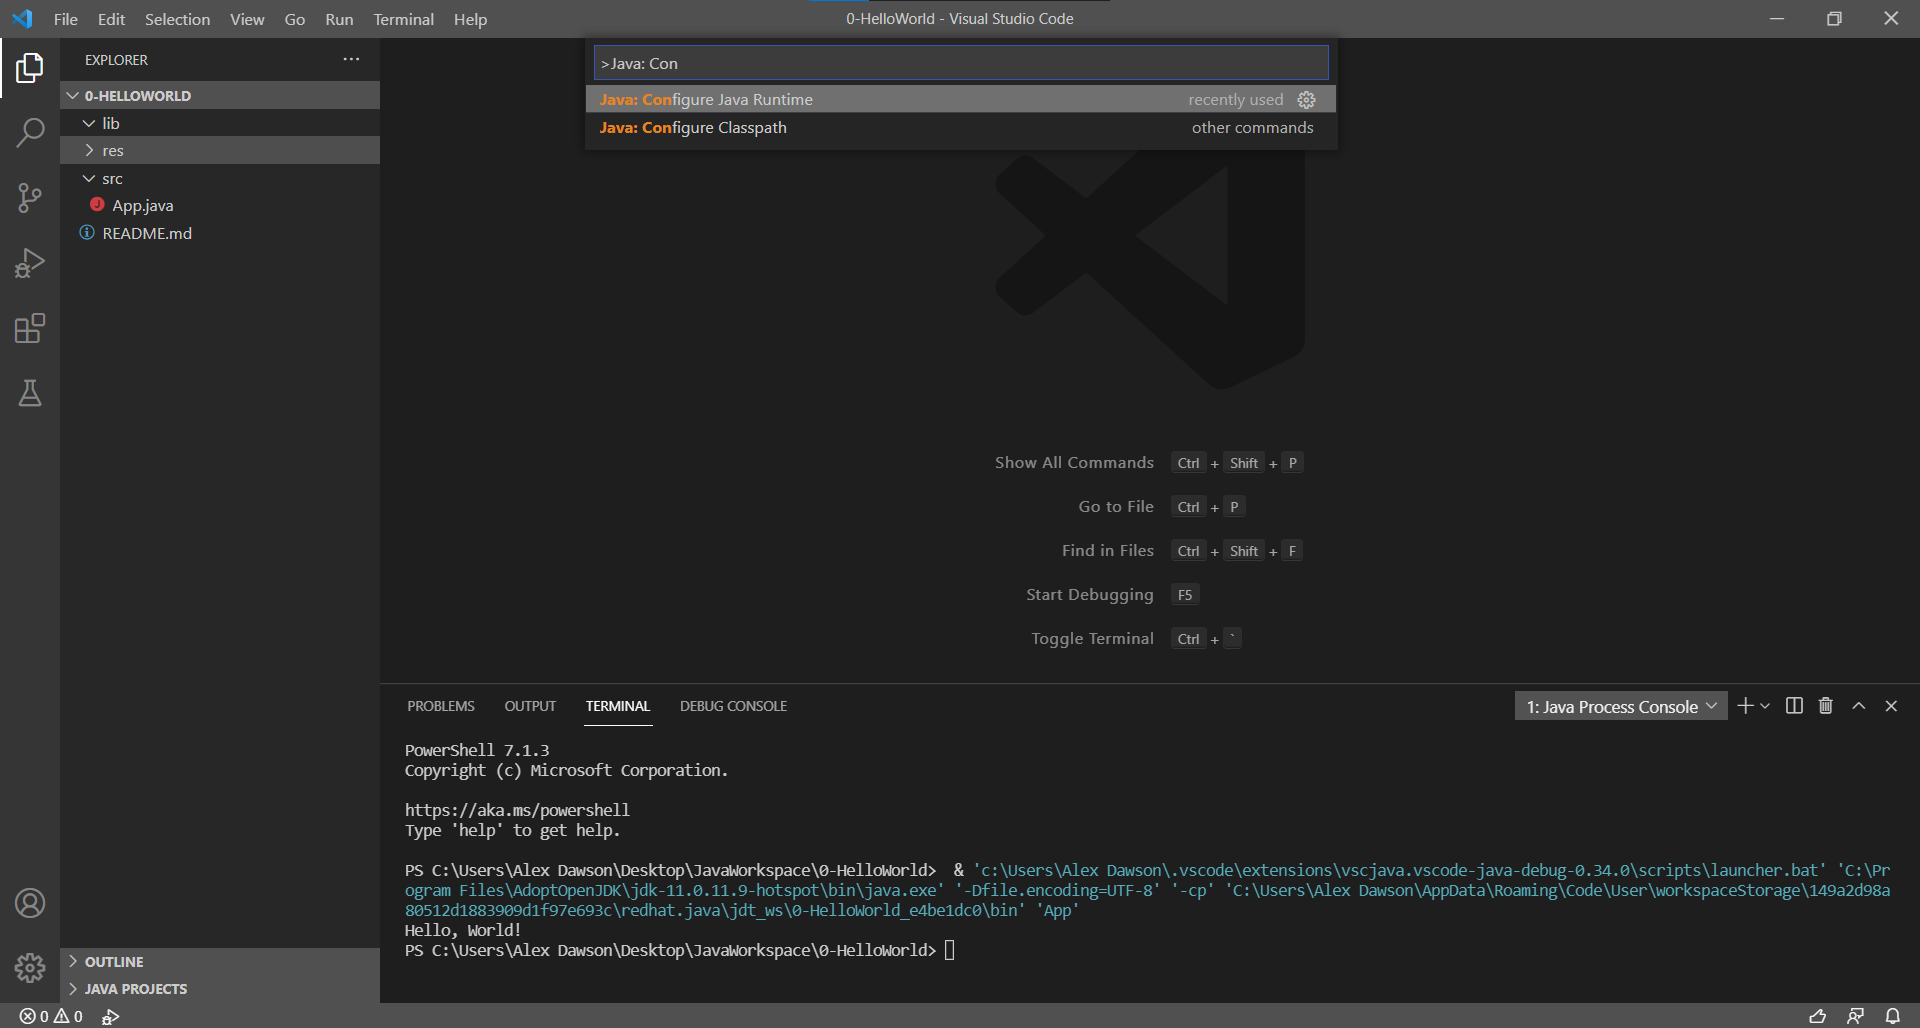 File Edit Selection View Go Run Terminal Help
0-HelloWorld - Visual Studio Code
>Java: Con
Java: Configure Java Runtime recently used
Java: Configure Classpath other commands
EXPLORER
0-HELLOWORLD
lib
res
src
J App.java
README.md
OUTLINE
JAVA PROJECTS
Show All Commands Ctrl + Shift + P
Go to File Ctrl + P
Find in Files Ctrl + Shift + F
Start Debugging F5
Toggle Terminal Ctrl + `
PROBLEMS OUTPUT TERMINAL DEBUG CONSOLE
1: Java Process Console
PowerShell 7.1.3
Copyright (c) Microsoft Corporation.
https://aka.ms/powershell
Type 'help' to get help.
PS C:\Users\Alex Dawson\Desktop\JavaWorkspace\0-HelloWorld>  & 'c:\Users\Alex Dawson\.vscode\extensions\vscjava.vscode-java-debug-0.34.0\scripts\launcher.bat' 'C:\Pr
ogram Files\AdoptOpenJDK\jdk-11.0.11.9-hotspot\bin\java.exe' '-Dfile.encoding=UTF-8' '-cp' 'C:\Users\Alex Dawson\AppData\Roaming\Code\User\workspaceStorage\149a2d98a
80512d1883909d1f97e693c\redhat.java\jdt_ws\0-HelloWorld_e4be1dc0\bin' 'App'
Hello, World!
PS C:\Users\Alex Dawson\Desktop\JavaWorkspace\0-HelloWorld>
0 0